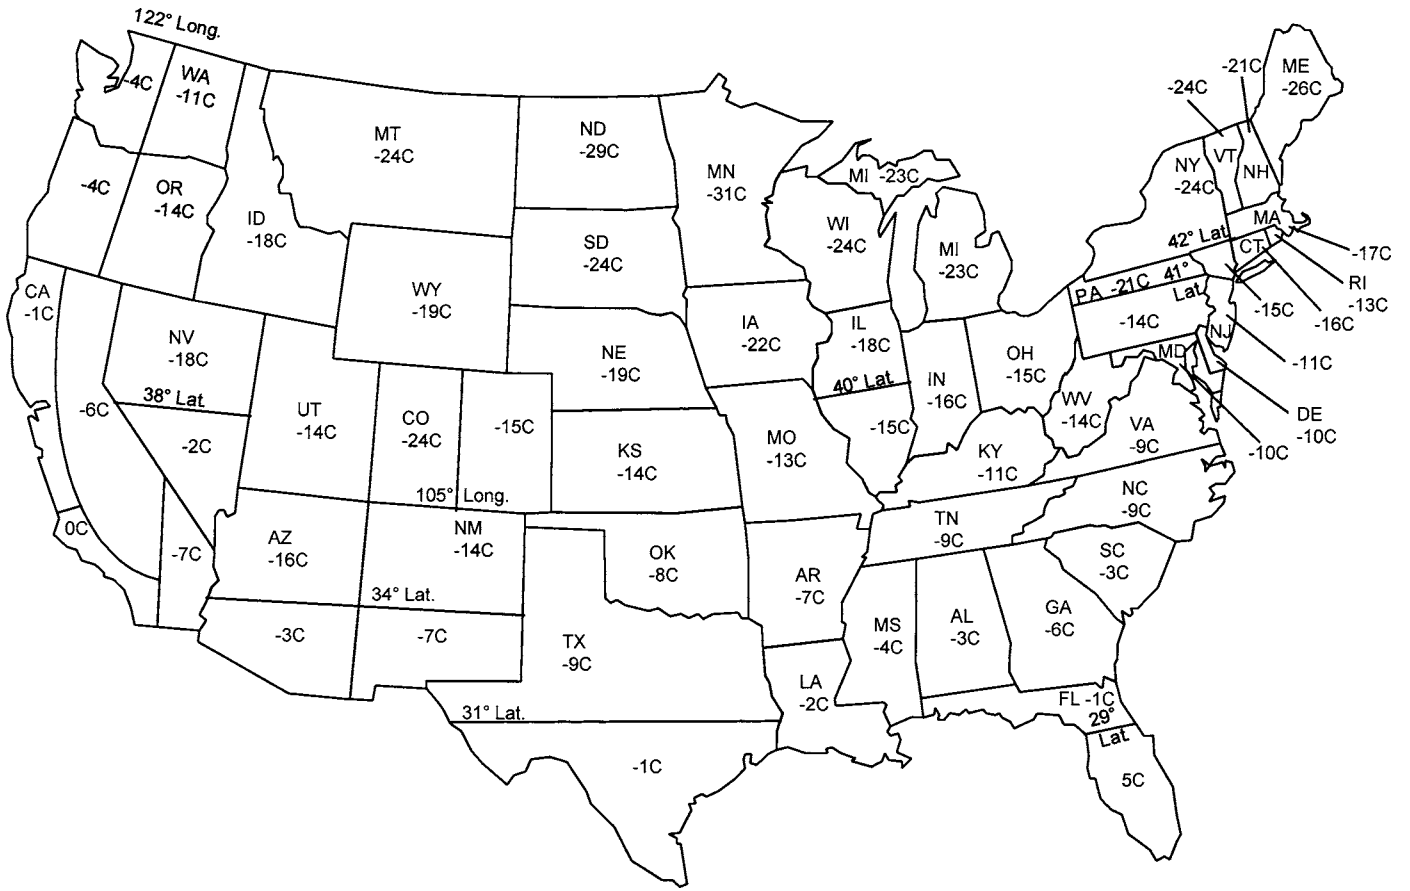 122° Long.
-4C
WA
-11C
MT
-24C
ND
-29C
MN
-31C
MI -23C
-24C
-21C
ME
-26C
-4C
OR
-14C
ID
-18C
SD
-24C
WI
-24C
MI
-23C
NY
-24C
VT
NH
42° Lat.
MA
CT
-17C
RI
-13C
-16C
-15C
CA
-1C
NV
-18C
38° Lat.
-2C
WY
-19C
NE
-19C
IA
-22C
IL
-18C
40° Lat.
-15C
IN
-16C
OH
-15C
PA -21C 41°
Lat.
-14C
NJ
-11C
MD
DE
-10C
-10C
-6C
UT
-14C
CO
-24C
-15C
105° Long.
KS
-14C
MO
-13C
KY
-11C
WV
-14C
VA
-9C
0C
-7C
AZ
-16C
NM
-14C
34° Lat.
-3C
-7C
OK
-8C
AR
-7C
TN
-9C
NC
-9C
SC
-3C
TX
-9C
31° Lat.
-1C
LA
-2C
MS
-4C
AL
-3C
GA
-6C
FL -1C
29°
Lat
5C